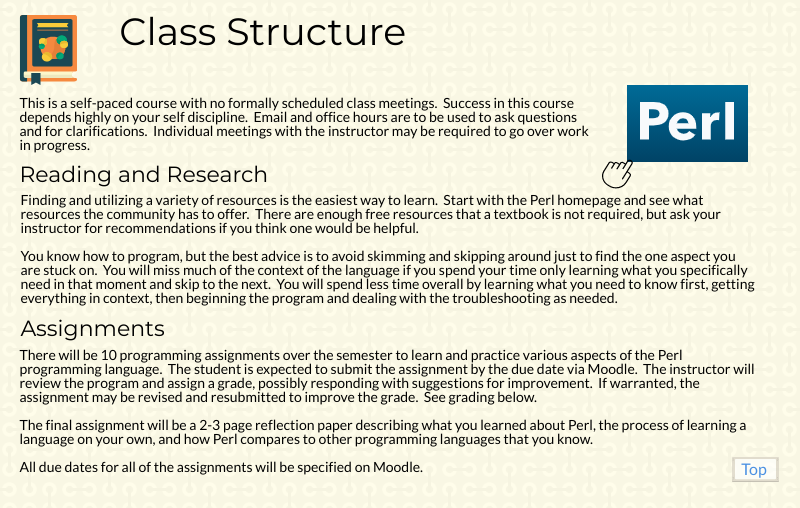 Class Structure
This is a self-paced course with no formally scheduled class meetings.  Success in this course
depends highly on your self discipline.  Email and office hours are to be used to ask questions
and for clarifications.  Individual meetings with the instructor may be required to go over work
in progress.
Perl
Reading and Research
Finding and utilizing a variety of resources is the easiest way to learn.  Start with the Perl homepage and see what
resources the community has to offer.  There are enough free resources that a textbook is not required, but ask your
instructor for recommendations if you think one would be helpful.
You know how to program, but the best advice is to avoid skimming and skipping around just to find the one aspect you
are stuck on.  You will miss much of the context of the language if you spend your time only learning what you specifically
need in that moment and skip to the next.  You will spend less time overall by learning what you need to know first, getting
everything in context, then beginning the program and dealing with the troubleshooting as needed.
Assignments
There will be 10 programming assignments over the semester to learn and practice various aspects of the Perl
programming language.  The student is expected to submit the assignment by the due date via Moodle.  The instructor will
review the program and assign a grade, possibly responding with suggestions for improvement.  If warranted, the
assignment may be revised and resubmitted to improve the grade.  See grading below.
The final assignment will be a 2-3 page reflection paper describing what you learned about Perl, the process of learning a
language on your own, and how Perl compares to other programming languages that you know.
All due dates for all of the assignments will be specified on Moodle.
Top